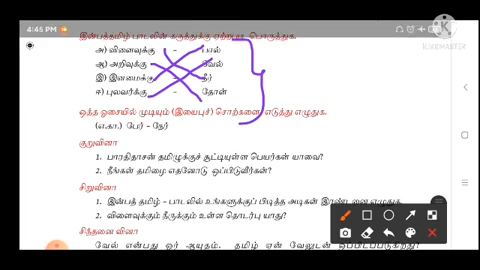 4:45 PM
இன்பத்தமிழ் பாடலின் கருத்துக்கு ஏற்ப பொருத்துக.
KINEMASTER
அ) விளைவுக்கு - பால்
ஆ) அறிவுக்கு வேல்
இ) இளமைக்கு நீர்
ஈ) புலவர்க்கு - தோள்
ஒத்த ஓசையில் முடியும் (இயைபுச்) சொற்களை எடுத்து எழுதுக.
(எ.கா.) பேர் - நேர்
குறுவினா
1. பாரதிதாசன் தமிழுக்குச் சூட்டியுள்ள பெயர்கள் யாவை?
2. நீங்கள் தமிழை எதனோடு ஒப்பிடுவீர்கள்?
சிறுவினா
1. இன்பத் தமிழ் - பாடலில் உங்களுக்குப் பிடித்த அடிகள் இரண்டனை எழுதுக.
2. விளைவுக்கும் நீருக்கும் உள்ள தொடர்பு யாது?
சிந்தனை வினா
வேல் என்பது ஓர் ஆயுதம். தமிழ் ஏன் வேலுடன் ஒப்பிடப்படுகிறது?